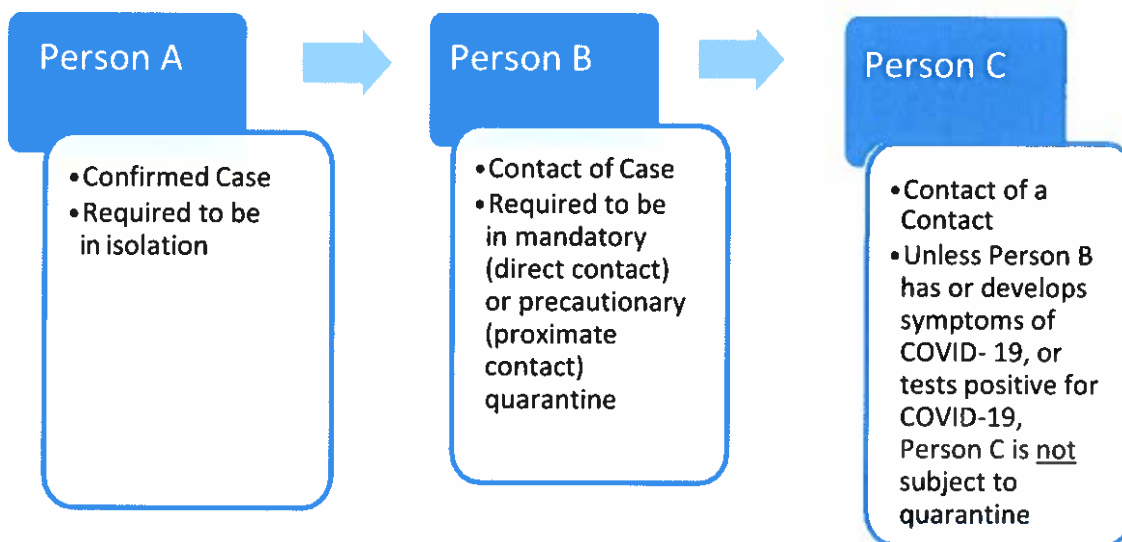 Person A
•Confirmed Case
•Required to be
in isolation
Person B
•Contact of Case
•Required to be
in mandatory
(direct contact)
or precautionary
(proximate
contact)
quarantine
Person C
•Contact of a
Contact
•Unless Person B
has or develops
symptoms of
COVID- 19, or
tests positive for
COVID-19,
Person C is not
subject to
quarantine